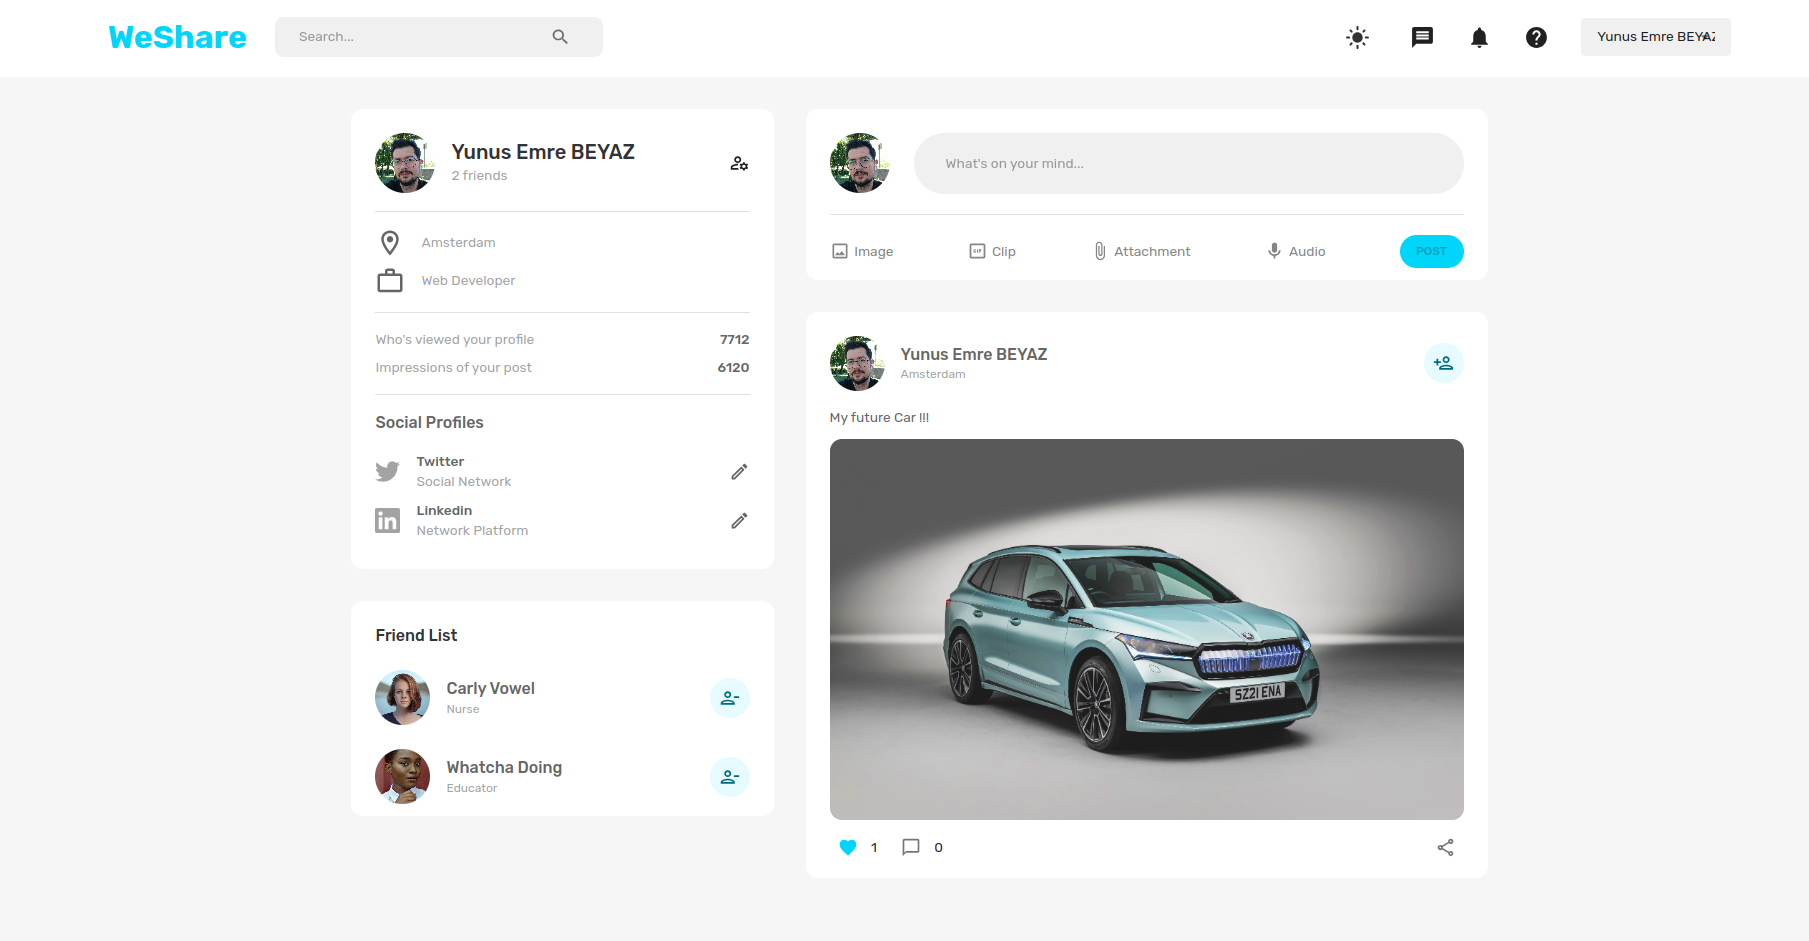 WeShare
Search...
Yunus Emre BEYAZ
Yunus Emre BEYAZ
2 friends
Amsterdam
Web Developer
Who's viewed your profile 7712
Impressions of your post 6120
Social Profiles
Twitter
Social Network
Linkedin
Network Platform
Friend List
Carly Vowel
Nurse
Whatcha Doing
Educator
What's on your mind...
Image
GIF
Clip
Attachment
Audio
POST
Yunus Emre BEYAZ
Amsterdam
My future Car !!!
SZ21 ENA
1
0